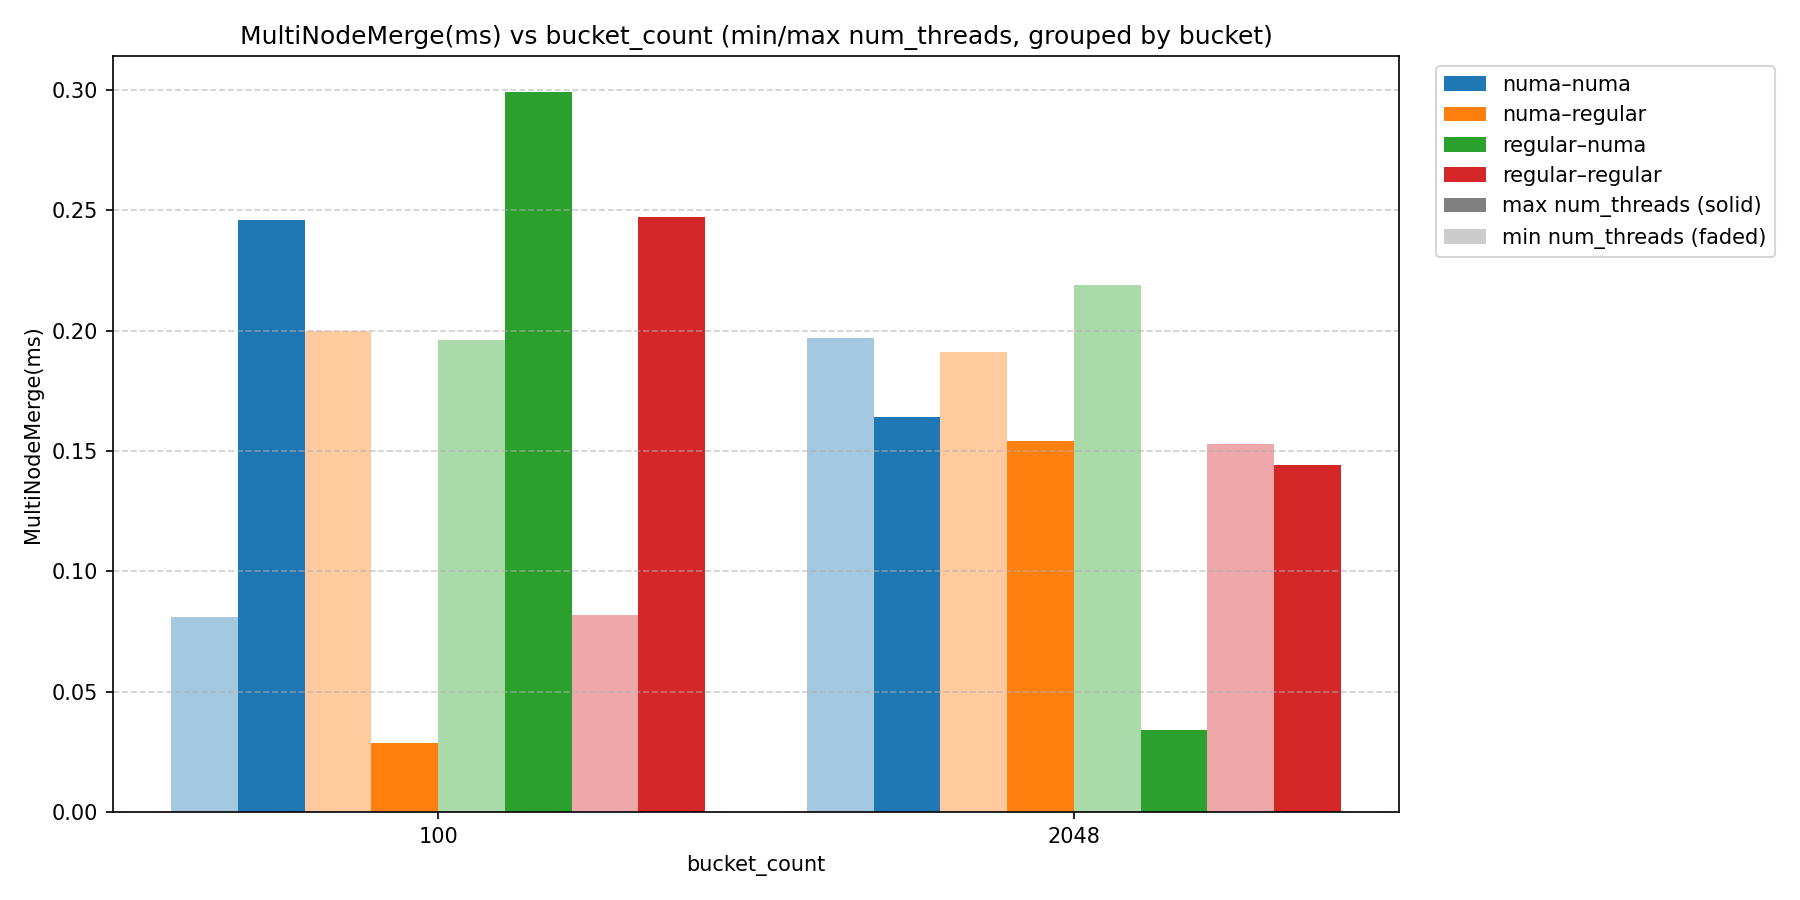 MultiNodeMerge(ms) vs bucket_count (min/max num_threads, grouped by bucket)
numa–numa
numa–regular
regular–numa
regular–regular
max num_threads (solid)
min num_threads (faded)
MultiNodeMerge(ms)
0.30
0.25
0.20
0.15
0.10
0.05
0.00
100
2048
bucket_count